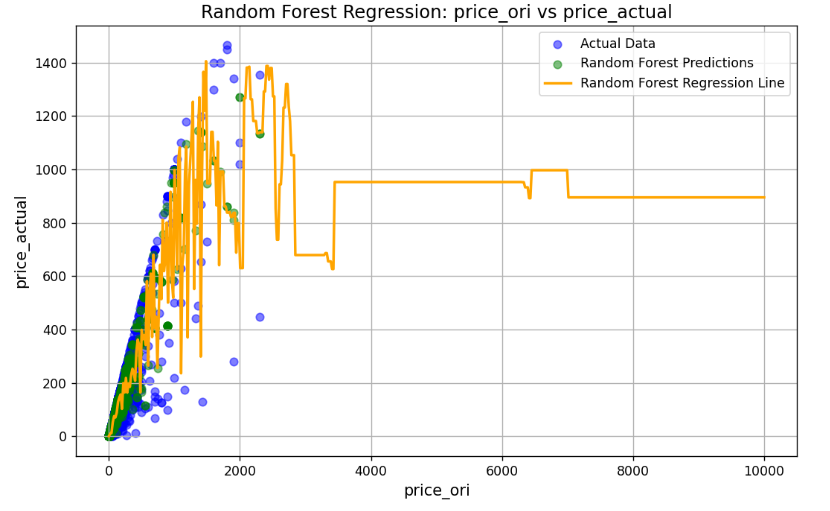 Random Forest Regression: price_ori vs price_actual
Actual Data
Random Forest Predictions
Random Forest Regression Line
price_actual
1400
1200
1000
800
600
400
200
0
0 2000 4000 6000 8000 10000
price_ori